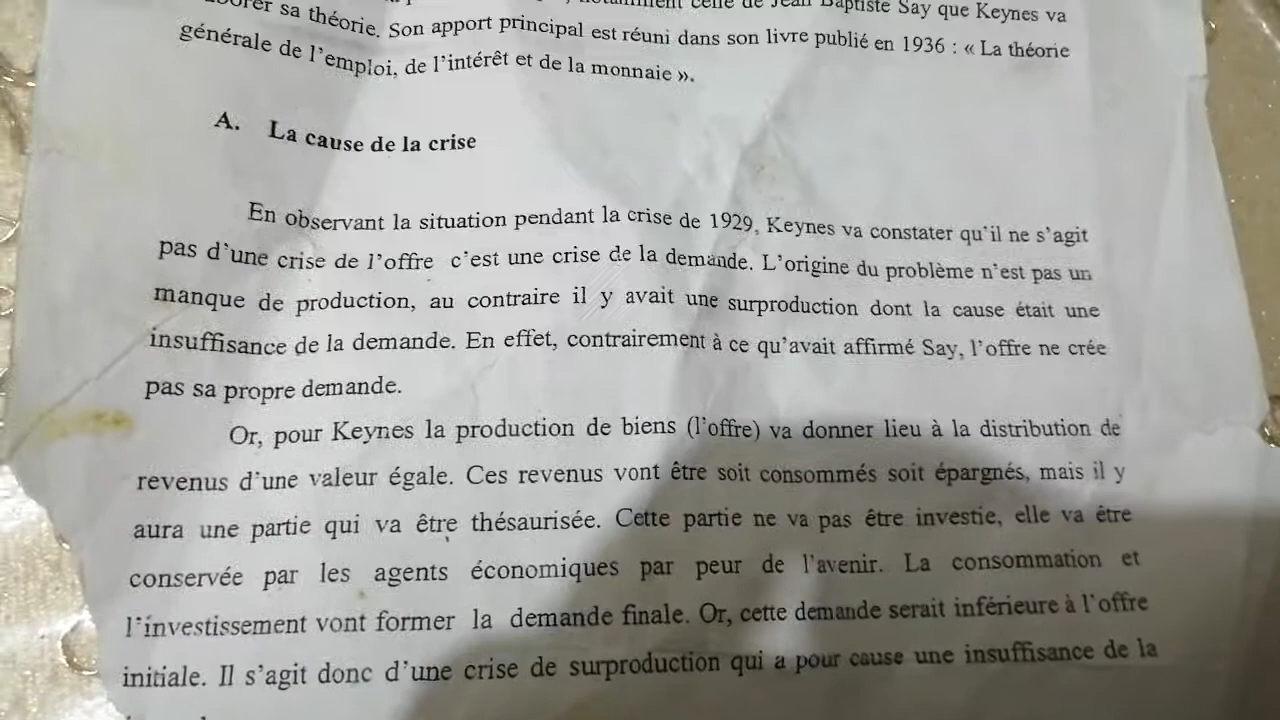 sa théorie. Son apport principal est réuni dans son livre publié en 1936 : « La théorie
générale de l'emploi, de l'intérêt et de la monnaie ».
A. La cause de la crise
En observant la situation pendant la crise de 1929, Keynes va constater qu'il ne s'agit
pas d'une crise de l'offre c'est une crise de la demande. L'origine du problème n'est pas un
manque de production, au contraire il y avait une surproduction dont la cause était une
insuffisance de la demande. En effet, contrairement à ce qu'avait affirmé Say, l'offre ne crée
pas sa propre demande.
Or, pour Keynes la production de biens (l'offre) va donner lieu à la distribution de
revenus d'une valeur égale. Ces revenus vont être soit consommés soit épargnés, mais il y
aura une partie qui va être thésaurisée. Cette partie ne va pas être investie, elle va être
conservée par les agents économiques par peur de l'avenir. La consommation et
l'investissement vont former la demande finale. Or, cette demande serait inférieure à l'offre
initiale. Il s'agit donc d'une crise de surproduction qui a pour cause une insuffisance de la